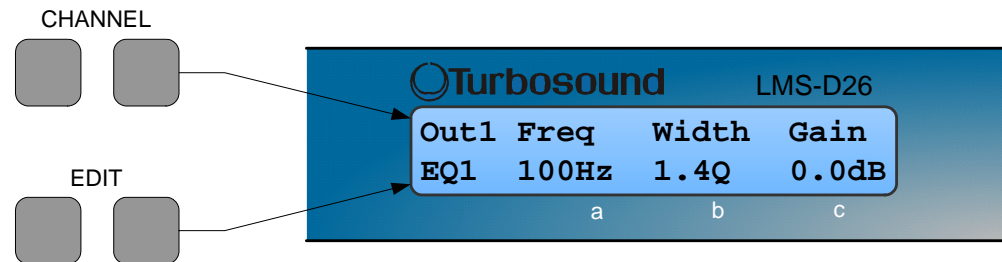 CHANNEL
Turbosound LMS-D26
Out1 Freq Width Gain
EQ1 100Hz 1.4Q 0.0dB
EDIT
a b c